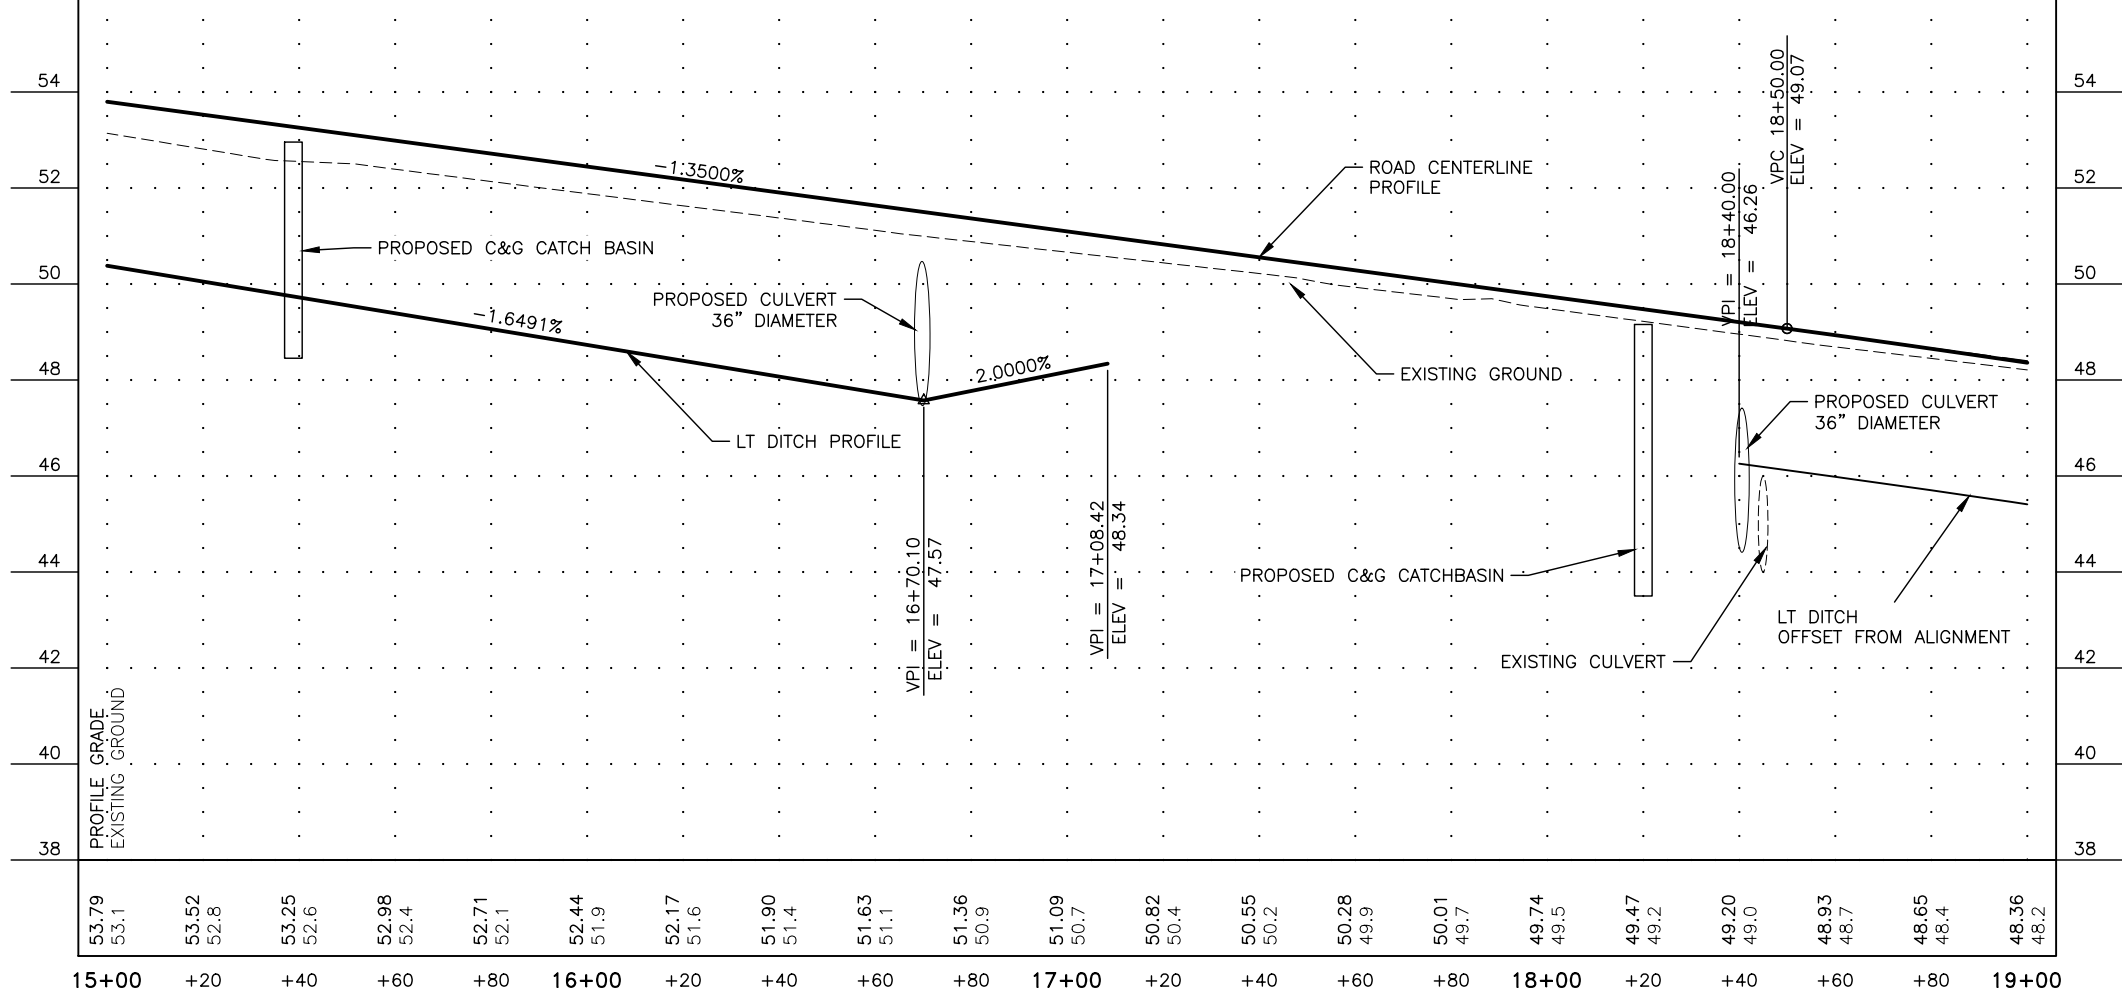 54
54
VPC 18+50.00
ELEV = 49.07
52
-1.3500%
ROAD CENTERLINE
PROFILE
VPI = 18+40.00
ELEV = 46.26
52
PROPOSED C&G CATCH BASIN
50
PROPOSED CULVERT
36" DIAMETER
50
-1.6491%
48
2.0000%
EXISTING GROUND
48
PROPOSED CULVERT
36" DIAMETER
LT DITCH PROFILE
46
46
VPI = 16+70.10
ELEV = 47.57
VPI = 17+08.42
ELEV = 48.34
44
PROPOSED C&G CATCHBASIN
44
LT DITCH
OFFSET FROM ALIGNMENT
42
EXISTING CULVERT
42
PROFILE GRADE
EXISTING GROUND
40
40
38
38
53.79
53.1
53.52
52.8
53.25
52.6
52.98
52.4
52.71
52.1
52.44
51.9
52.17
51.6
51.90
51.4
51.63
51.1
51.36
50.9
51.09
50.7
50.82
50.4
50.55
50.2
50.28
49.9
50.01
49.7
49.74
49.5
49.47
49.2
49.20
49.0
48.93
48.7
48.65
48.4
48.36
48.2
15+00 +20 +40 +60 +80 16+00 +20 +40 +60 +80 17+00 +20 +40 +60 +80 18+00 +20 +40 +60 +80 19+00